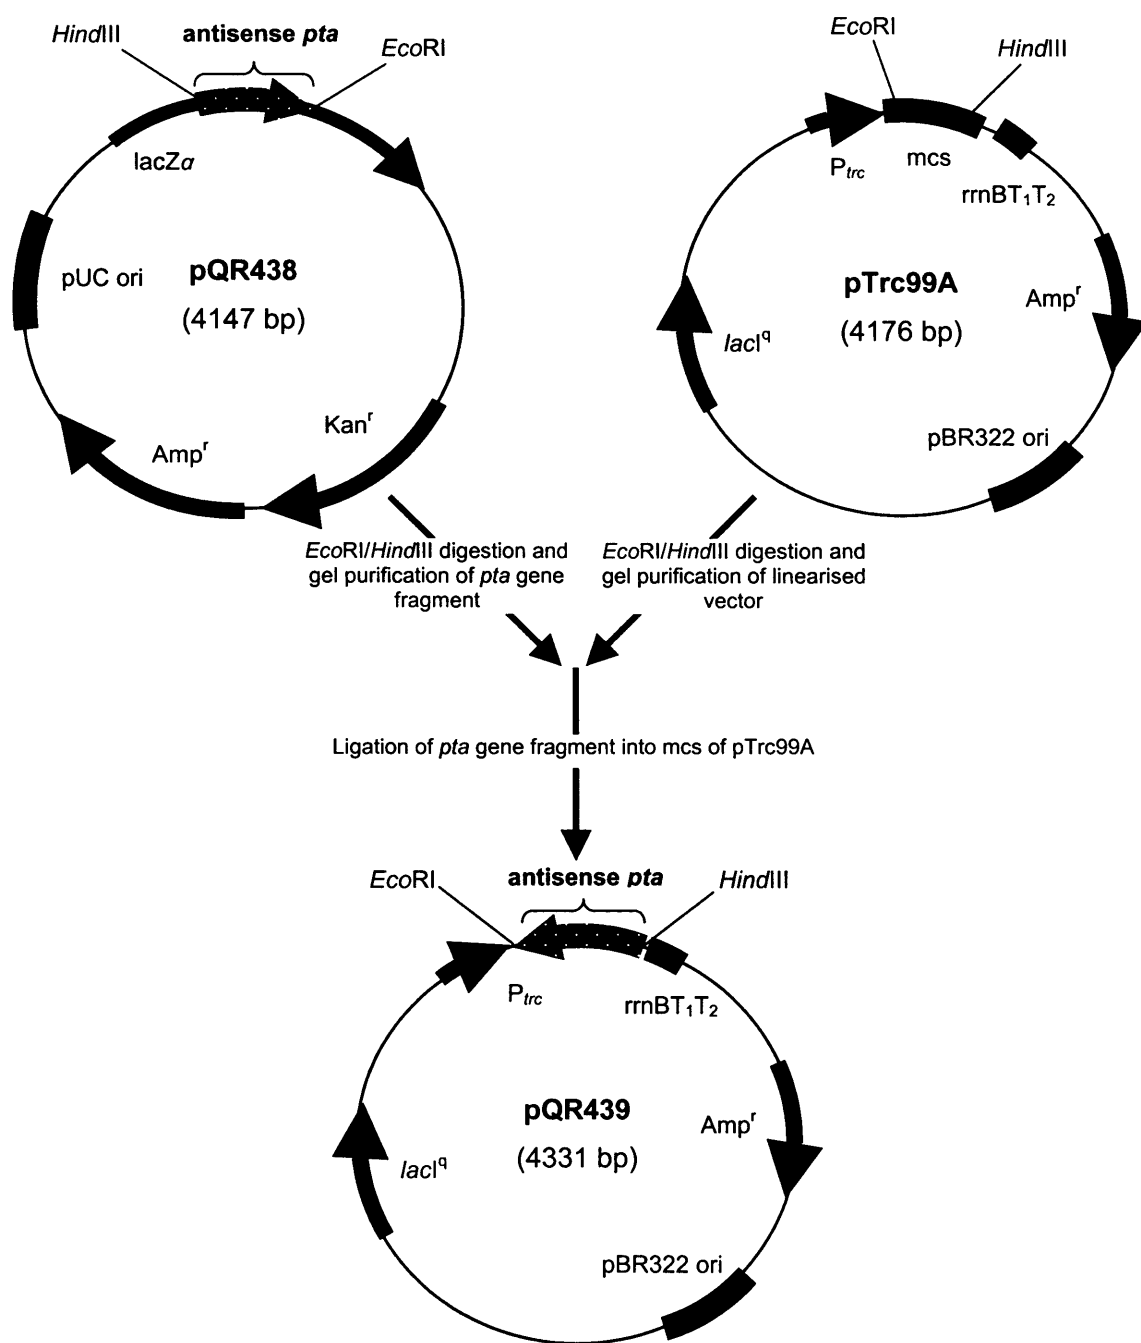 HindIII
antisense pta
EcoRI
lacZα
pUC ori
pQR438
(4147 bp)
Kanʳ
Ampʳ
EcoRI
HindIII
Pₜᵣc
mcs
rrnBT₁T₂
pTrc99A
(4176 bp)
Ampʳ
lacIq
pBR322 ori
EcoRI/HindIII digestion and
gel purification of pta gene
fragment
EcoRI/HindIII digestion and
gel purification of linearised
vector
Ligation of pta gene fragment into mcs of pTrc99A
EcoRI
antisense pta
HindIII
Ptrc
rrnBT₁T₂
pQR439
(4331 bp)
Ampʳ
lacIq
pBR322 ori